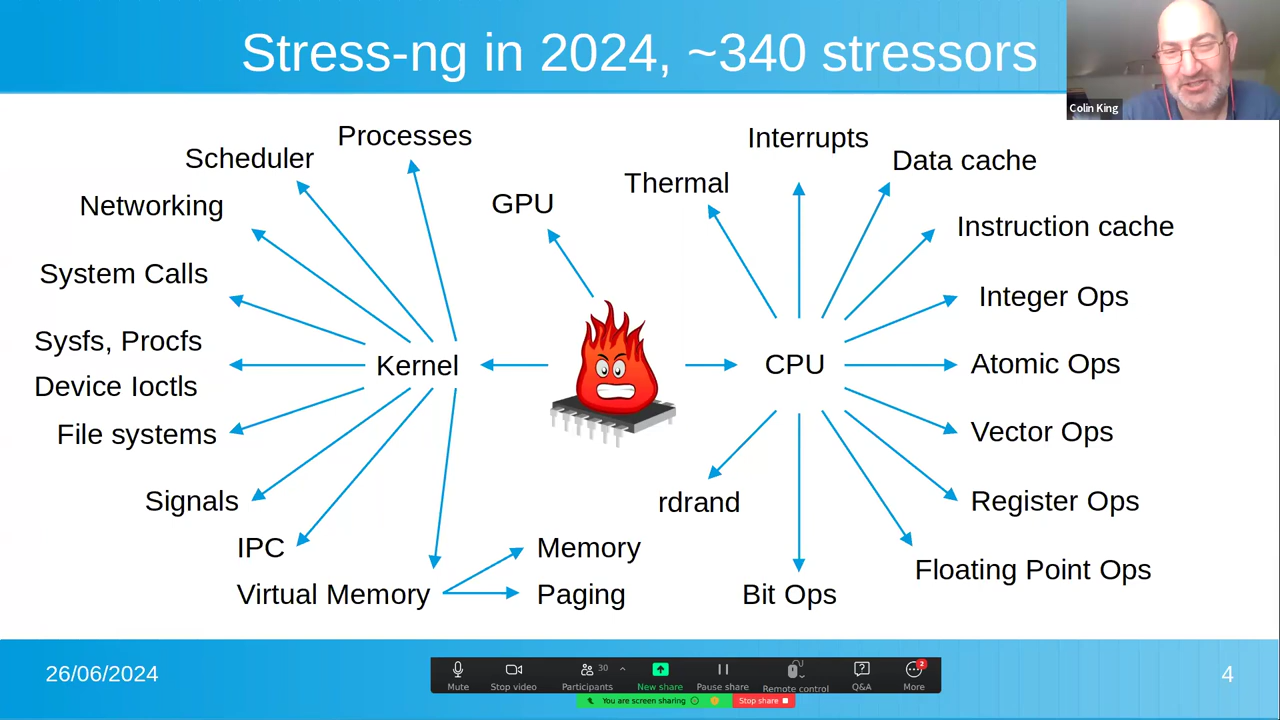 Stress-ng in 2024, ~340 stressors
Colin King
Processes
Scheduler
Networking
System Calls
Sysfs, Procfs
Device Ioctls
File systems
Signals
IPC
Virtual Memory
Memory
Paging
Kernel
GPU
CPU
Thermal
Interrupts
Data cache
Instruction cache
Integer Ops
Atomic Ops
Vector Ops
Register Ops
Floating Point Ops
Bit Ops
rdrand
26/06/2024
4
Mute
Stop video
Participants
30
New share
Pause share
Remote control
Q&A
More
2
You are screen sharing
Stop share